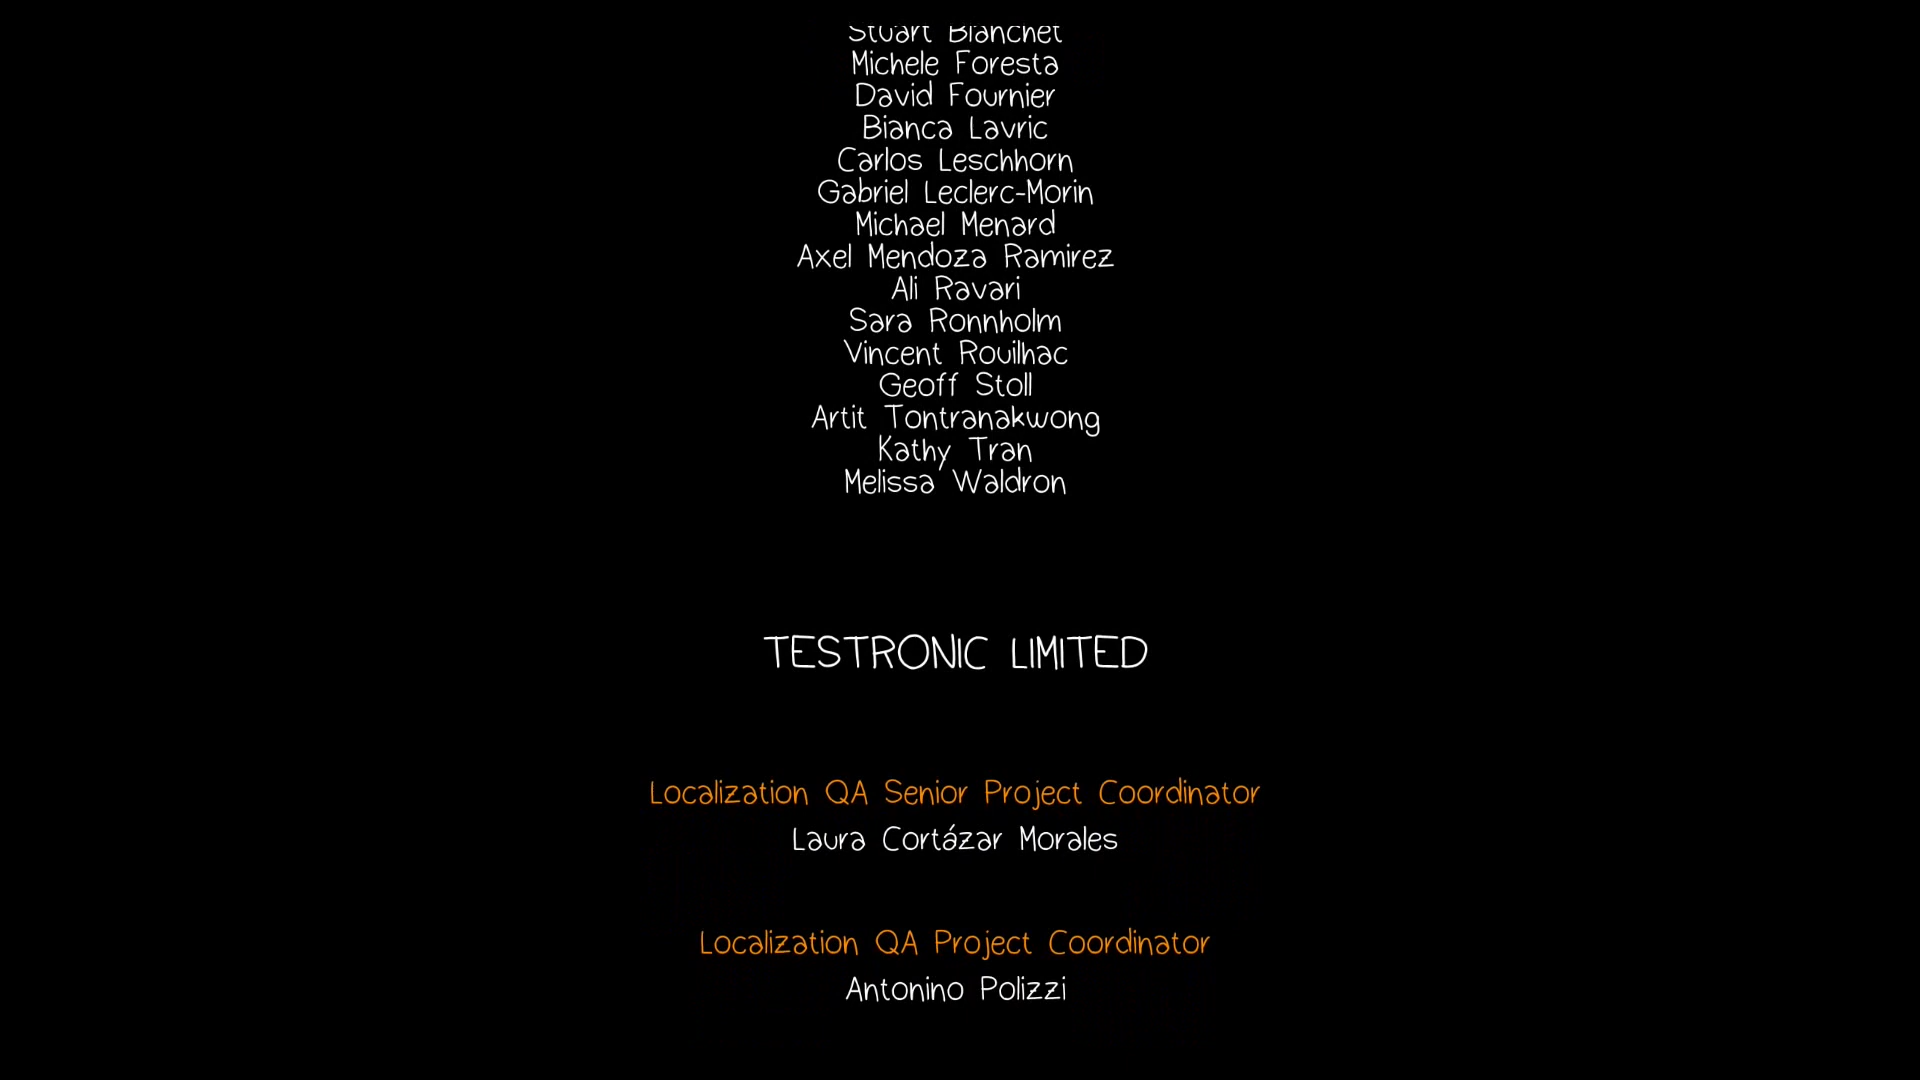 Stuart Blanchet
Michele Foresta
David Fournier
Bianca Lavric
Carlos Leschhorn
Gabriel Leclerc-Morin
Michael Menard
Axel Mendoza Ramirez
Ali Ravari
Sara Ronnholm
Vincent Rouilhac
Geoff Stoll
Artit Tontranakwong
Kathy Tran
Melissa Waldron
TESTRONIC LIMITED
Localization QA Senior Project Coordinator
Laura Cortázar Morales
Localization QA Project Coordinator
Antonino Polizzi